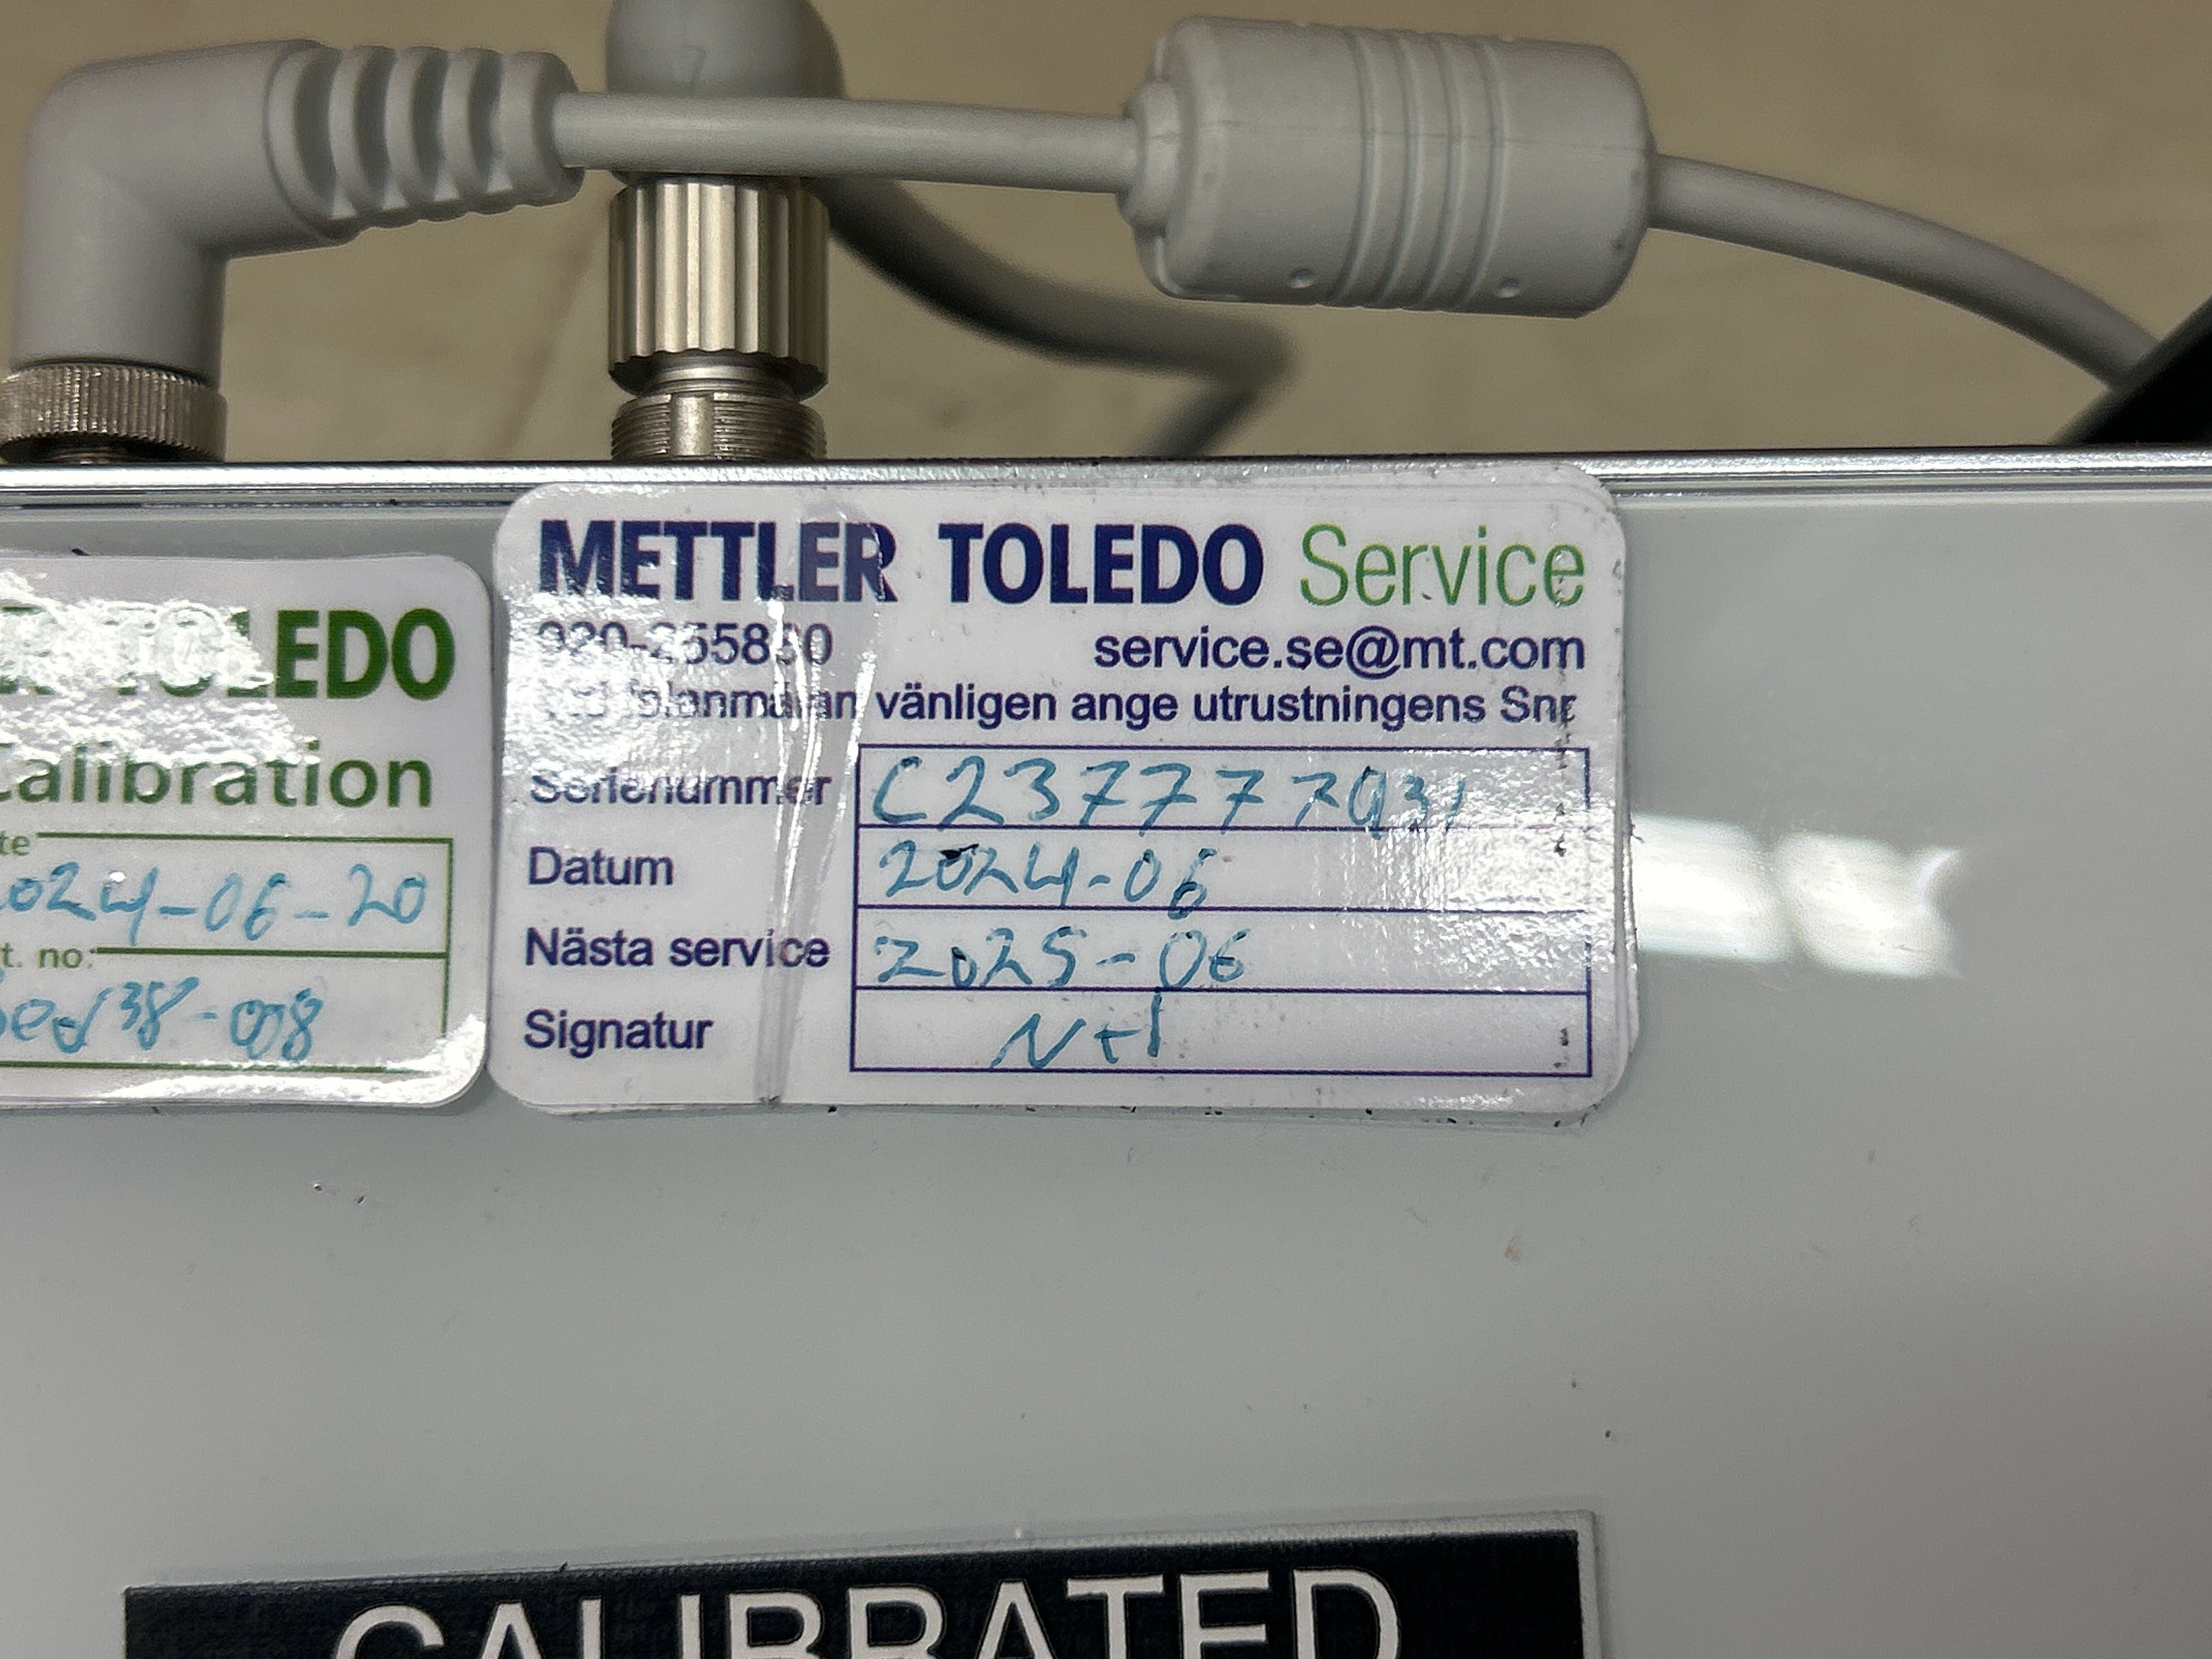 METTLER TOLEDO Service
service.se@mt.com
vänligen ange utrustningens Snr
Serienummer C237777931
Datum 2024-06
Nästa service 2025-06
Signatur
TOLEDO
Calibration
2024-06-20
t. no:
CALIBRATED